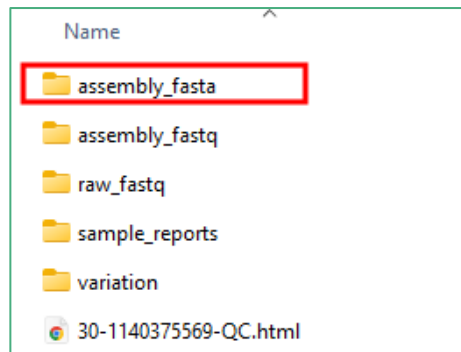 Name
assembly_fasta
assembly_fastq
raw_fastq
sample_reports
variation
30-1140375569-QC.html